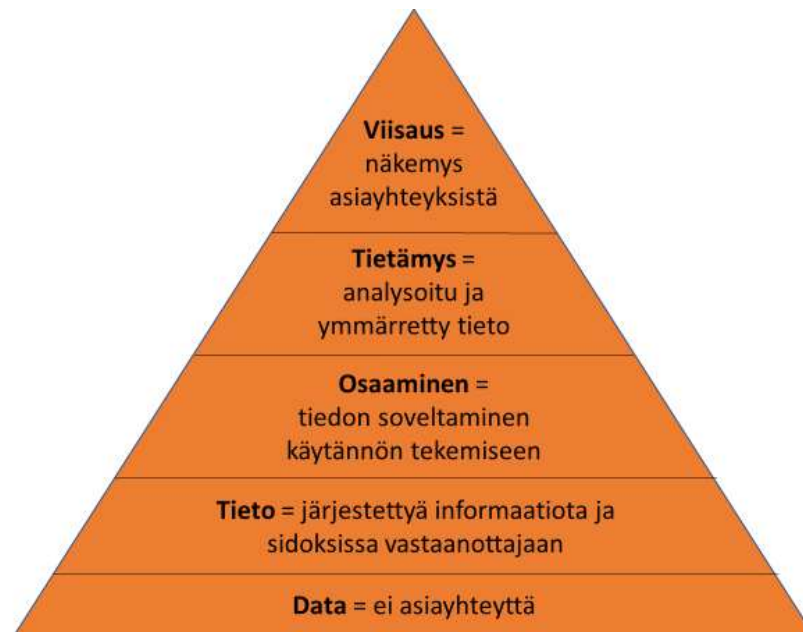 Viisaus =
näkemys
asiayhteyksistä
Tietämys =
analysoitu ja
ymmärretty tieto
Osaaminen =
tiedon soveltaminen
käytännön tekemiseen
Tieto = järjestettyä informaatiota ja
sidoksissa vastaanottajaan
Data = ei asiayhteyttä